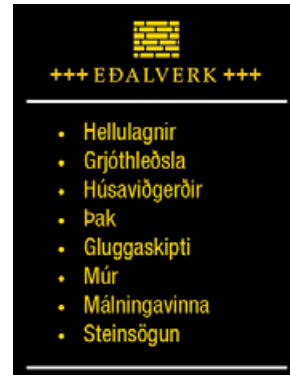 +++ EÐALVERK +++
• Hellulagnir
• Grjóthleðsla
• Húsaviðgerðir
• Þak
• Gluggaskipti
• Múr
• Málningavinna
• Steinsögun